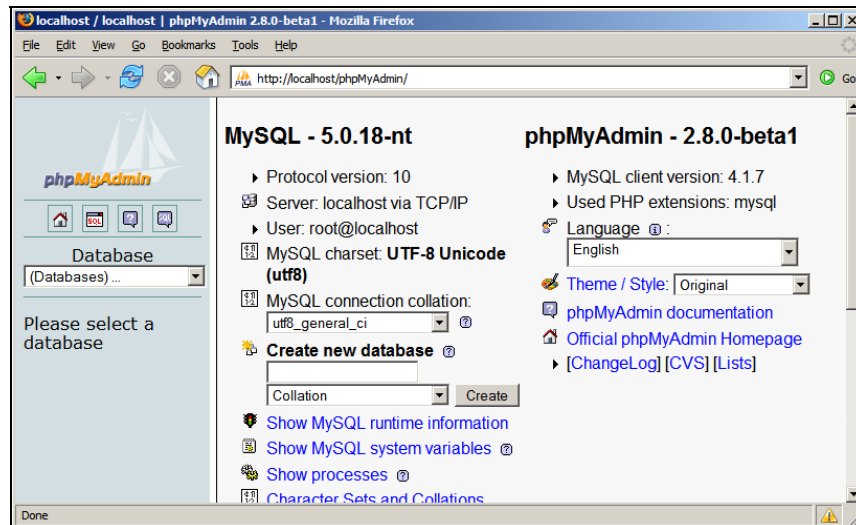 localhost / localhost | phpMyAdmin 2.8.0-beta1 - Mozilla Firefox
File Edit View Go Bookmarks Tools Help
PMA http://localhost/phpMyAdmin/ Go
phpMyAdmin
SQL
Database
(Databases) ...
Please select a
database
MySQL - 5.0.18-nt
Protocol version: 10
Server: localhost via TCP/IP
User: root@localhost
MySQL charset: UTF-8 Unicode
(utf8)
MySQL connection collation:
utf8_general_ci
Create new database
Collation Create
Show MySQL runtime information
Show MySQL system variables
Show processes
Character Sets and Collations
phpMyAdmin - 2.8.0-beta1
MySQL client version: 4.1.7
Used PHP extensions: mysql
Language :
English
Theme / Style: Original
phpMyAdmin documentation
Official phpMyAdmin Homepage
[ChangeLog] [CVS] [Lists]
Done